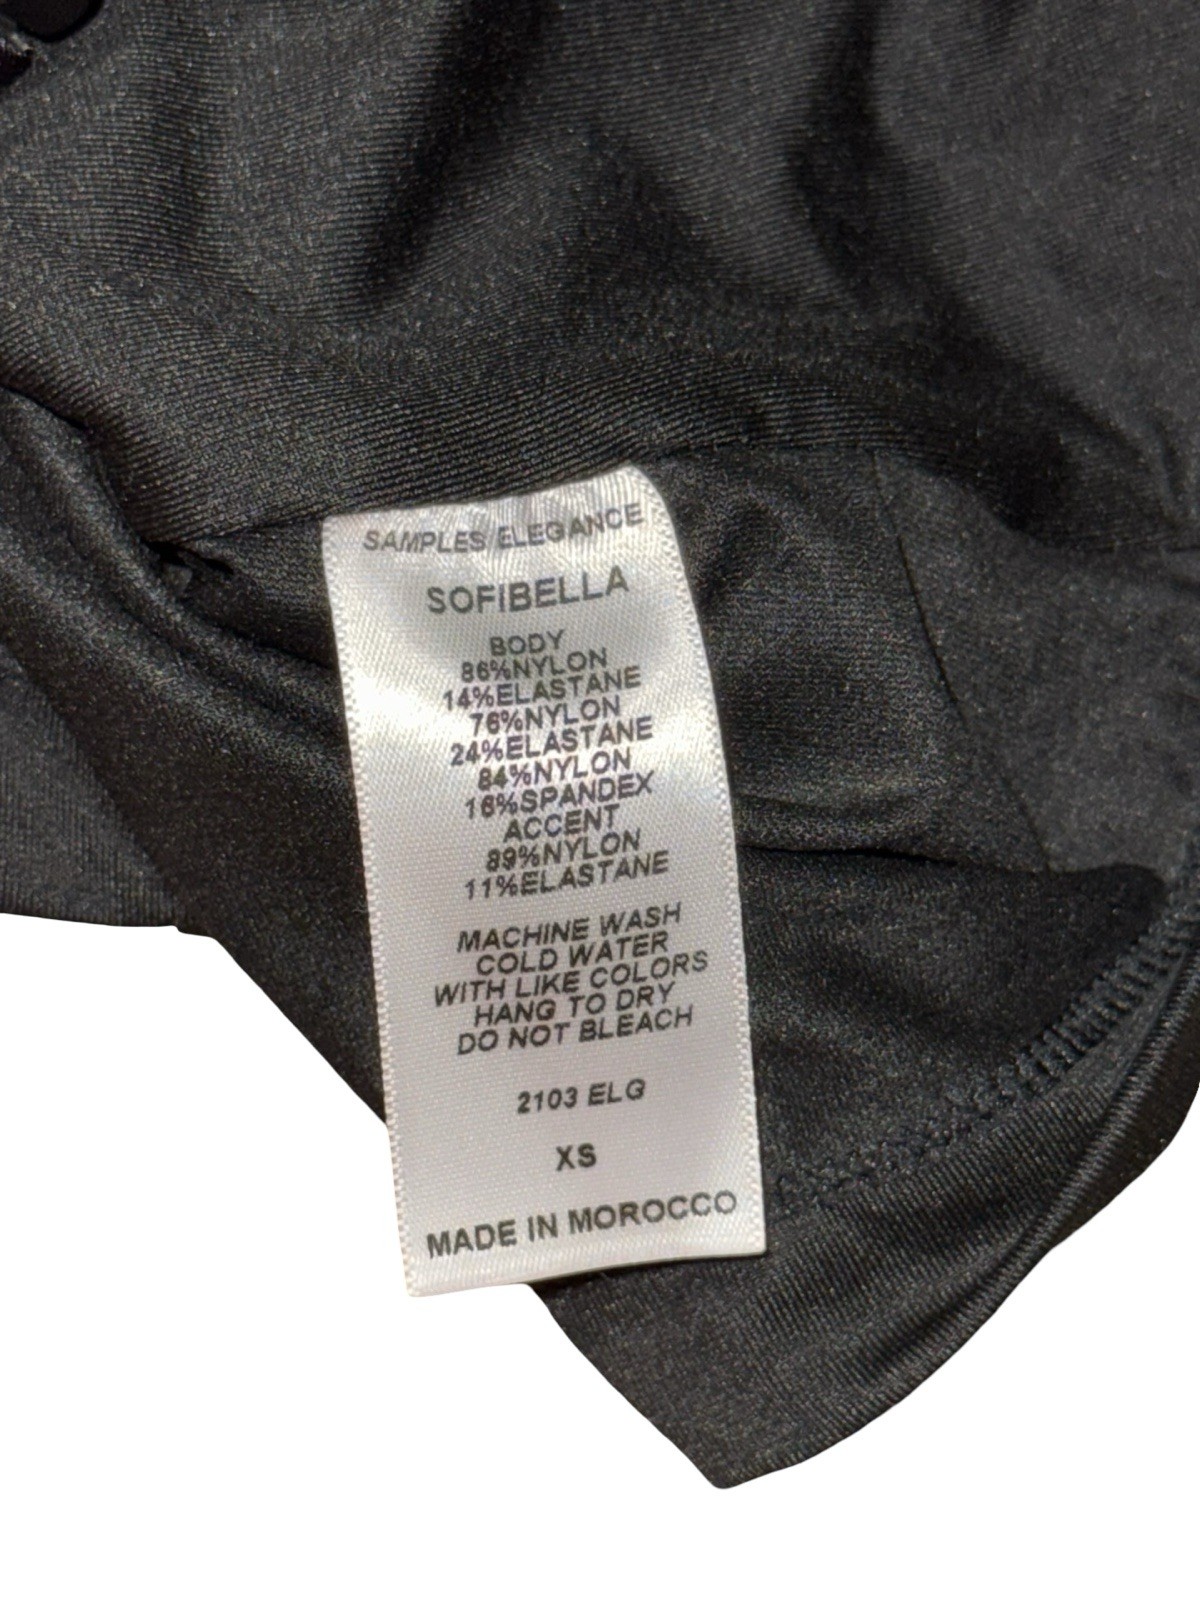 SAMPLES ELEGANCE
SOFIBELLA
BODY
86%NYLON
14%ELASTANE
76%NYLON
24%ELASTANE
84%NYLON
16%SPANDEX
ACCENT
89%NYLON
11%ELASTANE
MACHINE WASH
COLD WATER
WITH LIKE COLORS
HANG TO DRY
DO NOT BLEACH
2103 ELG
XS
MADE IN MOROCCO